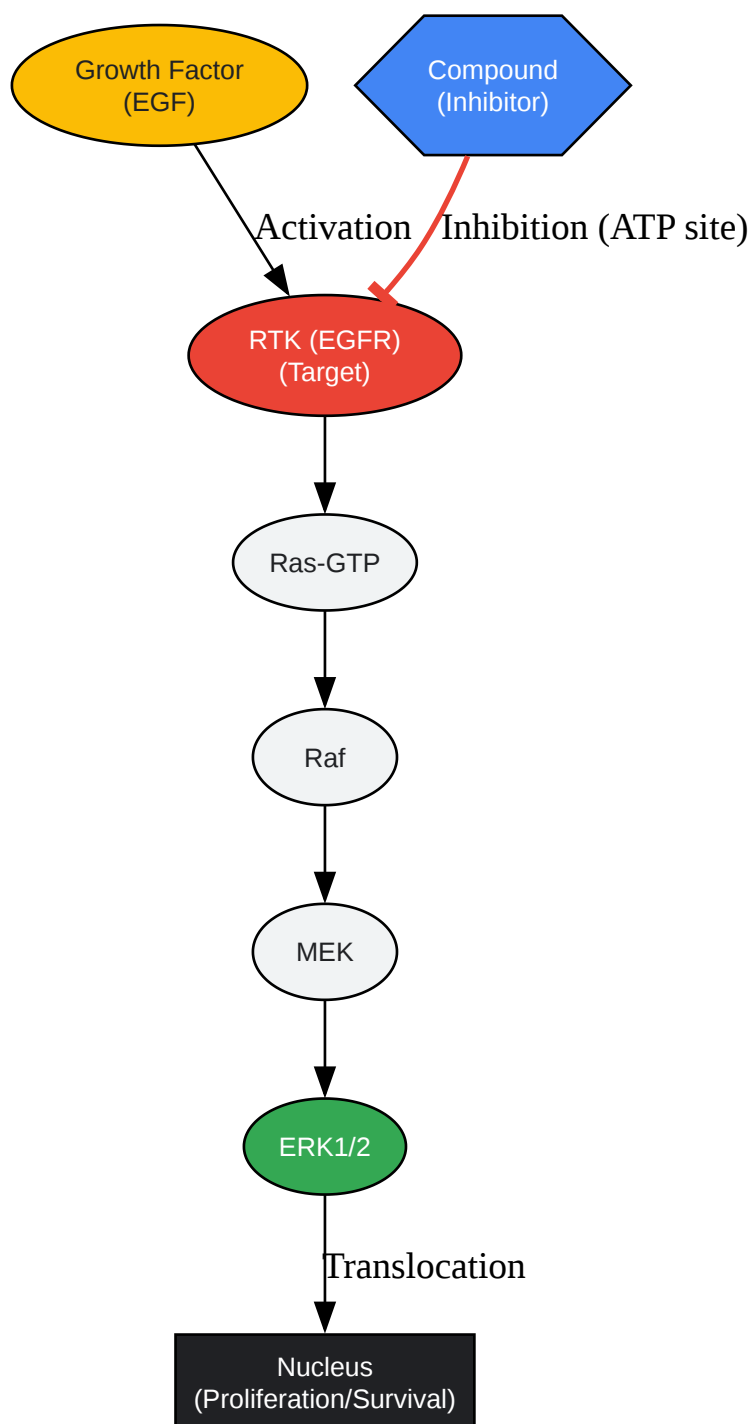 Growth Factor
(EGF)
Compound
(Inhibitor)
Activation
Inhibition (ATP site)
RTK (EGFR)
(Target)
Ras-GTP
Raf
MEK
ERK1/2
Translocation
Nucleus
(Proliferation/Survival)